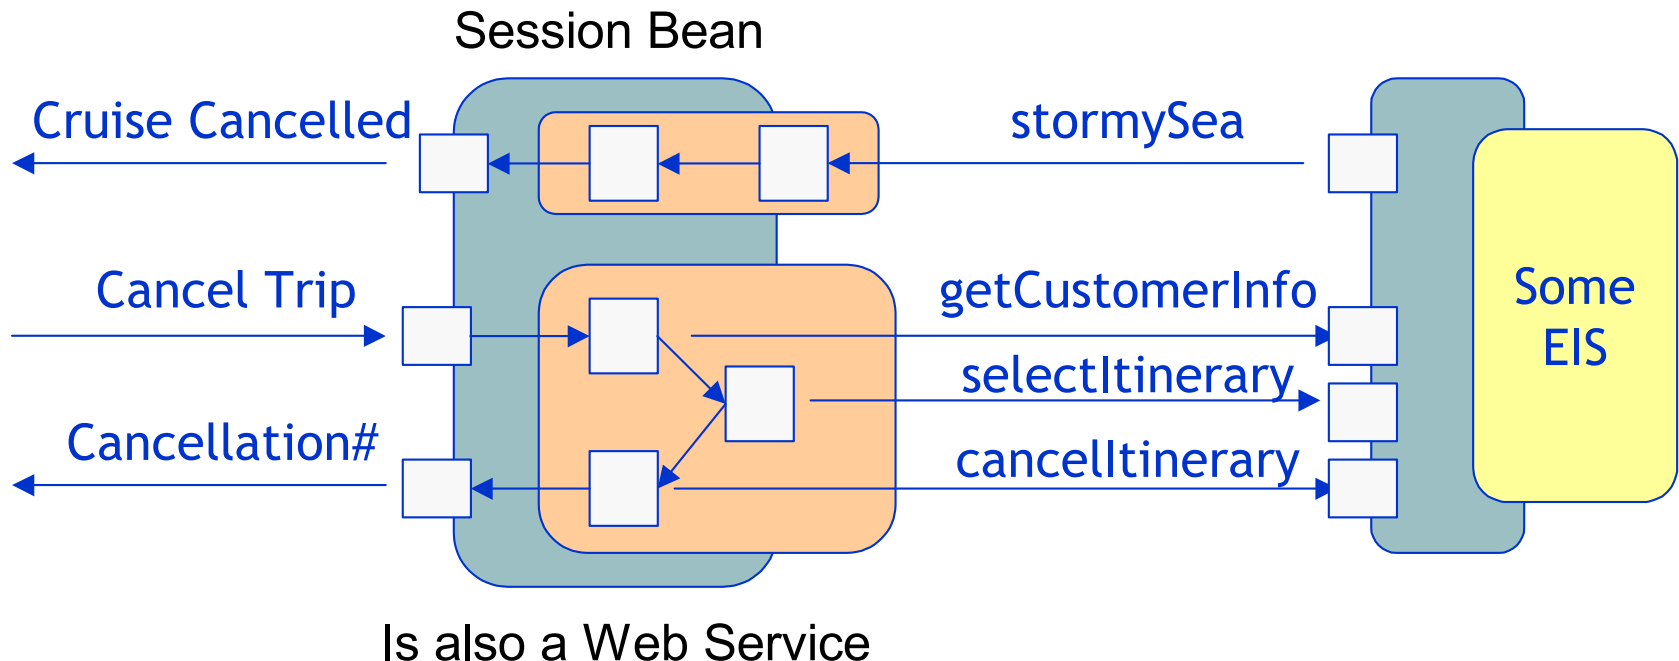 Session Bean
Cruise Cancelled
stormySea
Cancel Trip
getCustomerInfo
Some
EIS
selectItinerary
Cancellation#
cancelItinerary
Is also a Web Service